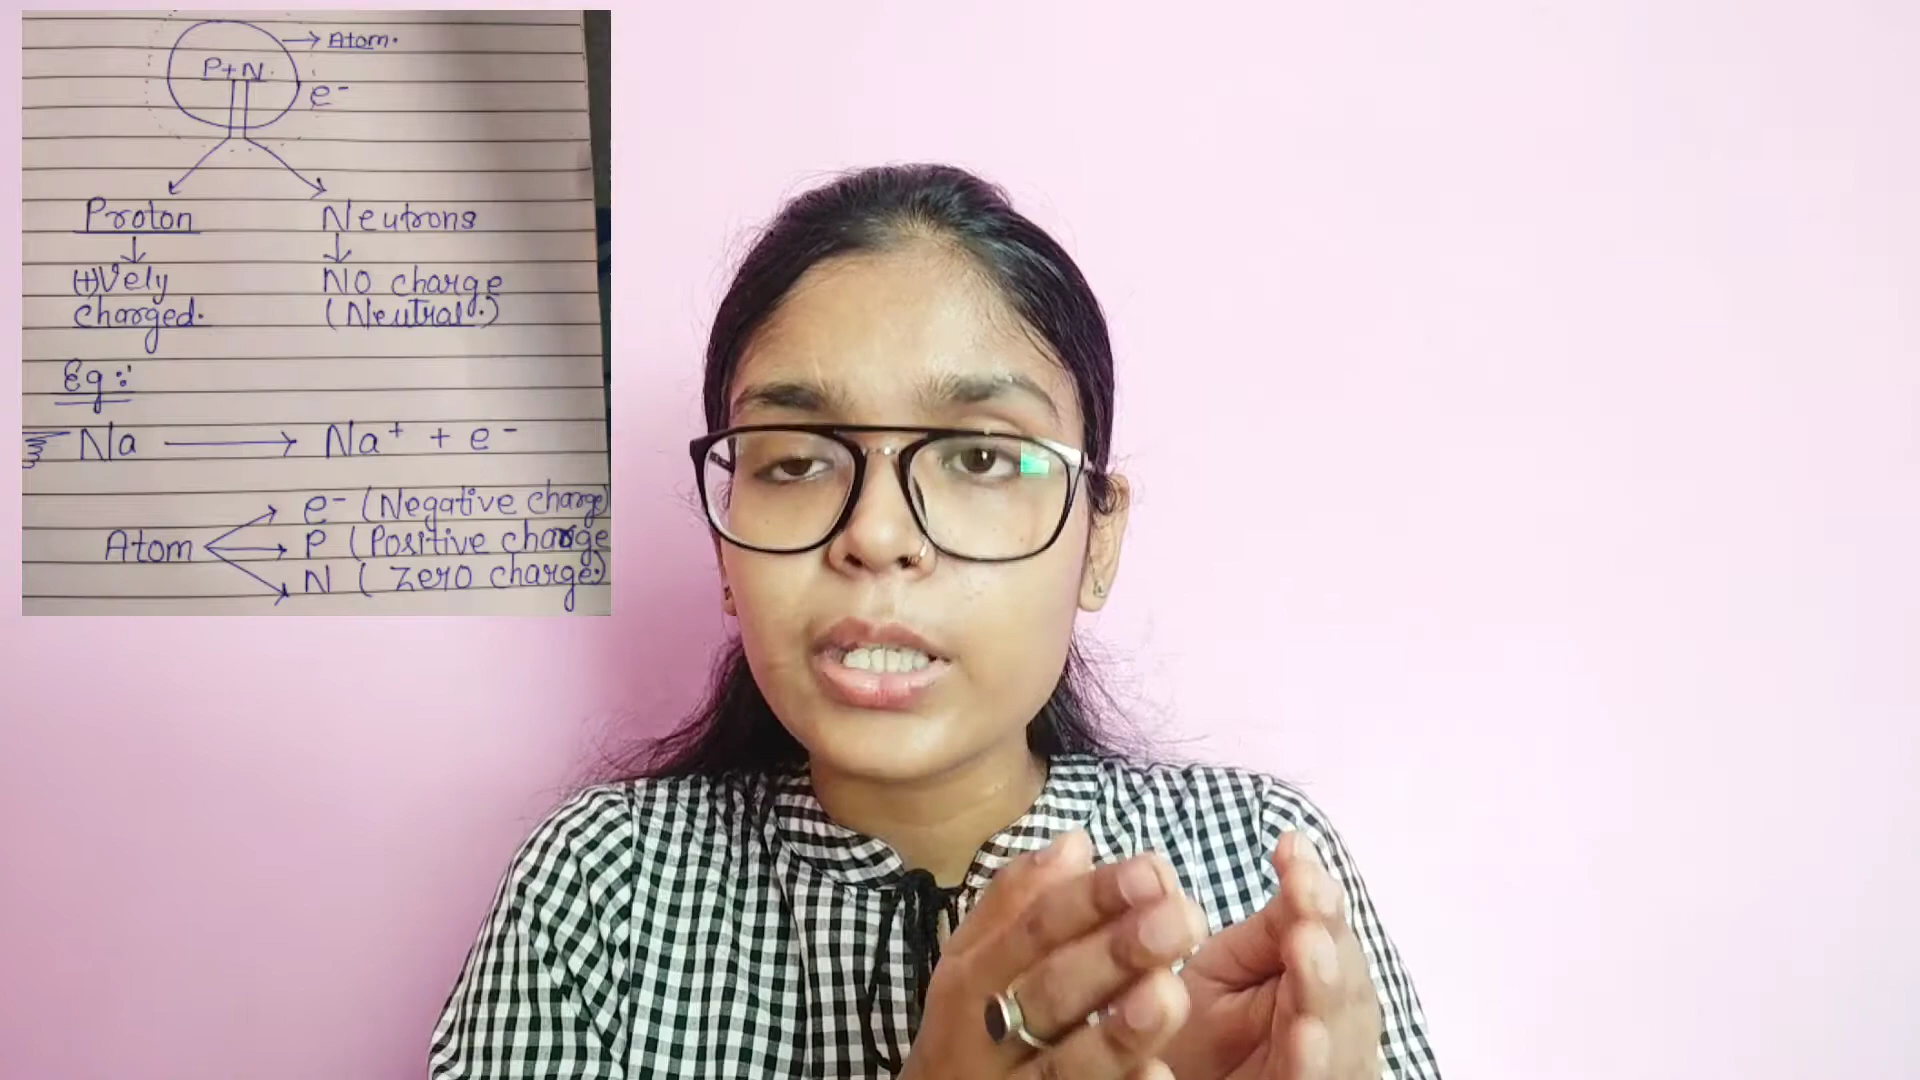 → Atom.
P+N.
e-
Proton Neutrons
↓ ↓
(+)Vely NO charge
charged. (Neutral.)
Eg :-
Na → Na+ + e-
e- (Negative charge)
Atom P (Positive charge
N (Zero charge.)